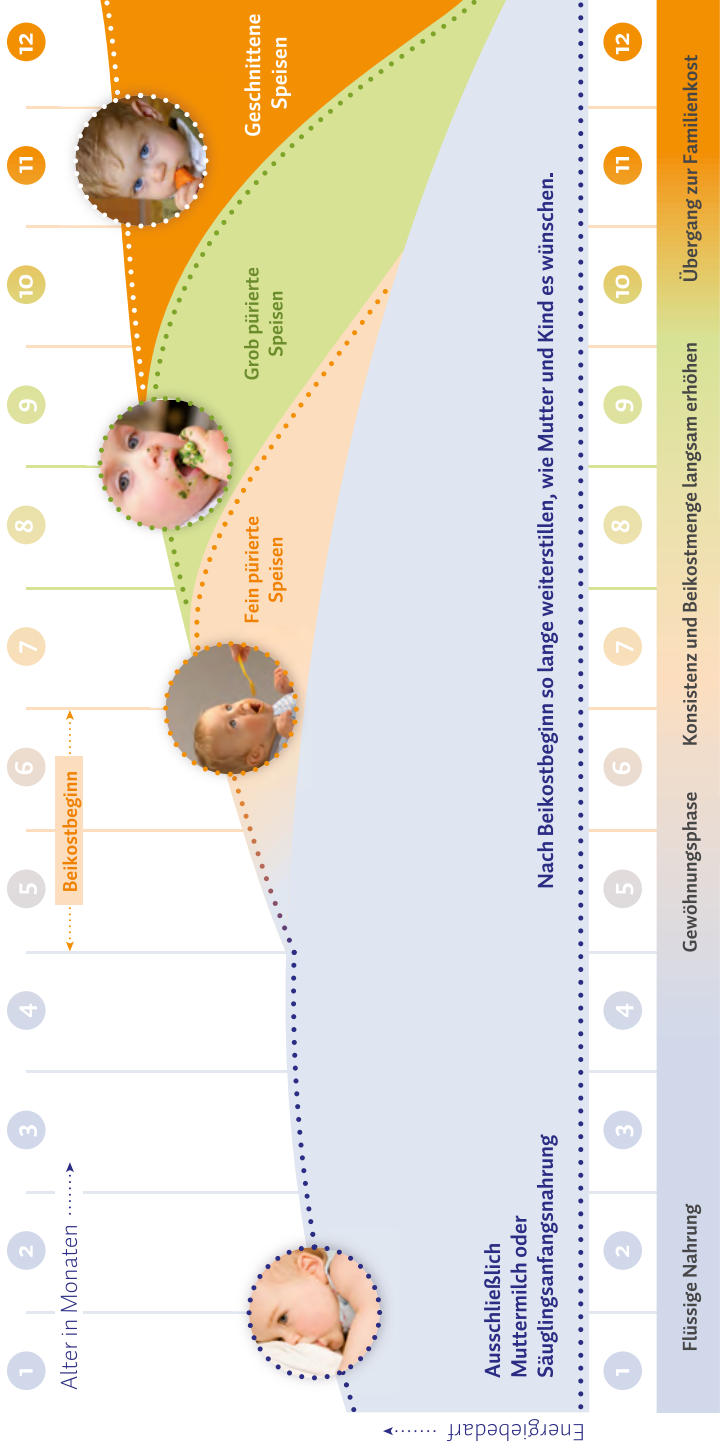 1 2 3 4 5 6 7 8 9 10 11 12
Alter in Monaten
Beikostbeginn
Energiebedarf
Geschnittene
Speisen
Grob pürierte
Speisen
Fein pürierte
Speisen
Ausschließlich
Muttermilch oder
Säuglingsanfangsnahrung
Nach Beikostbeginn so lange weiterstillen, wie Mutter und Kind es wünschen.
1 2 3 4 5 6 7 8 9 10 11 12
Flüssige Nahrung
Gewöhnungsphase
Konsistenz und Beikostmenge langsam erhöhen
Übergang zur Familienkost